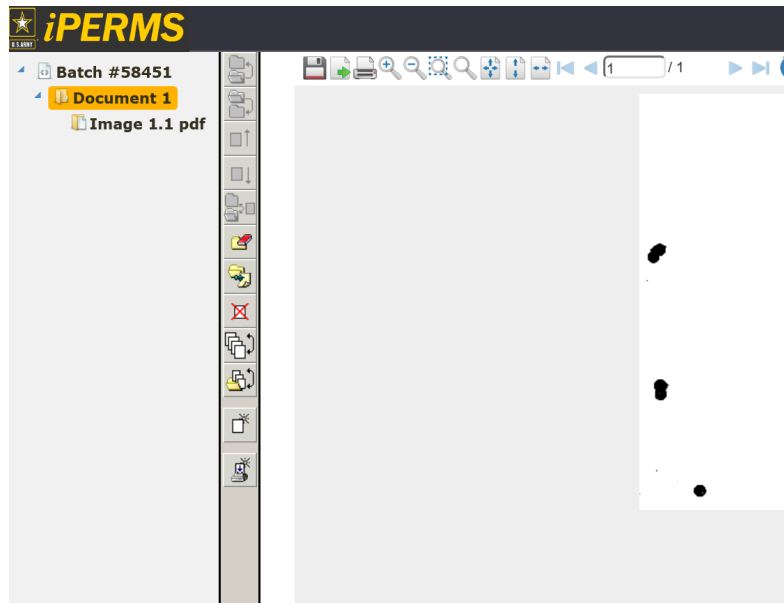 U.S.ARMY
iPERMS
Batch #58451
Document 1
Image 1.1 pdf
1 / 1